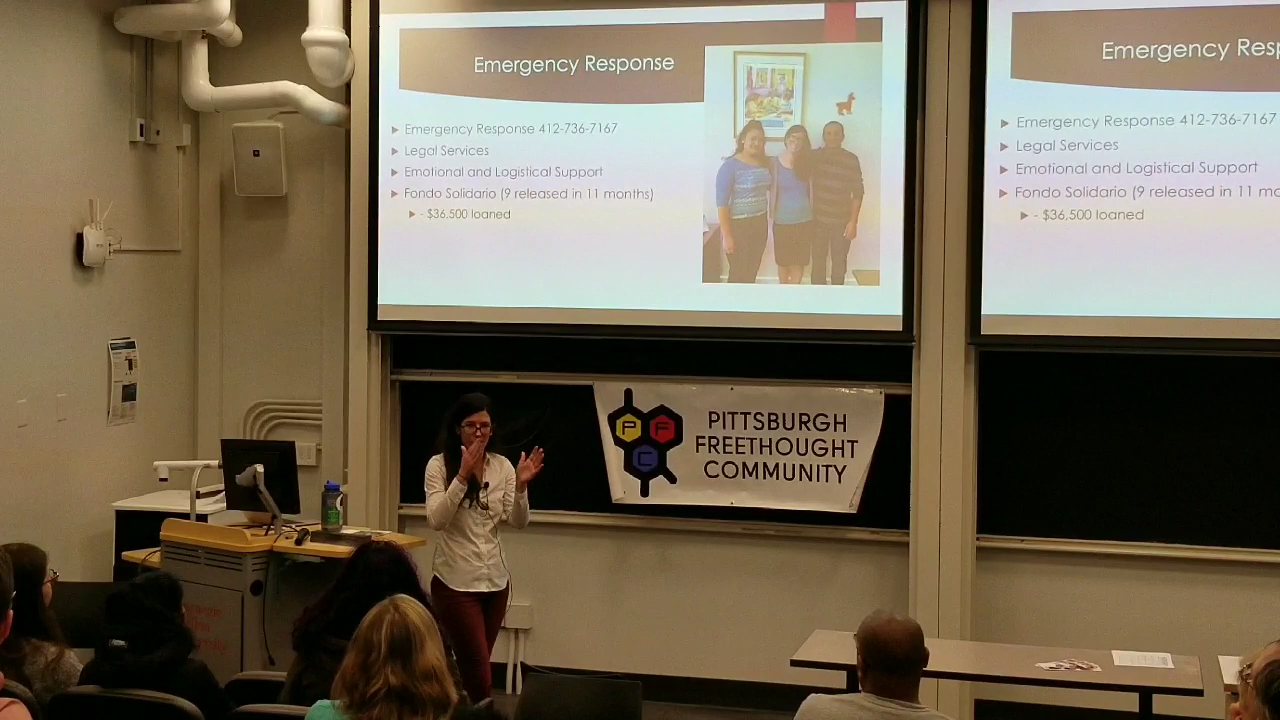 Emergency Response
Emergency Response 412-736-7167
Legal Services
Emotional and Logistical Support
Fondo Solidario (9 released in 11 months)
- $36,500 loaned
Emergency Resp
Emergency Response 412-736-7167
Legal Services
Emotional and Logistical Support
Fondo Solidario (9 released in 11 mo
- $36,500 loaned
P F
C
PITTSBURGH
FREETHOUGHT
COMMUNITY